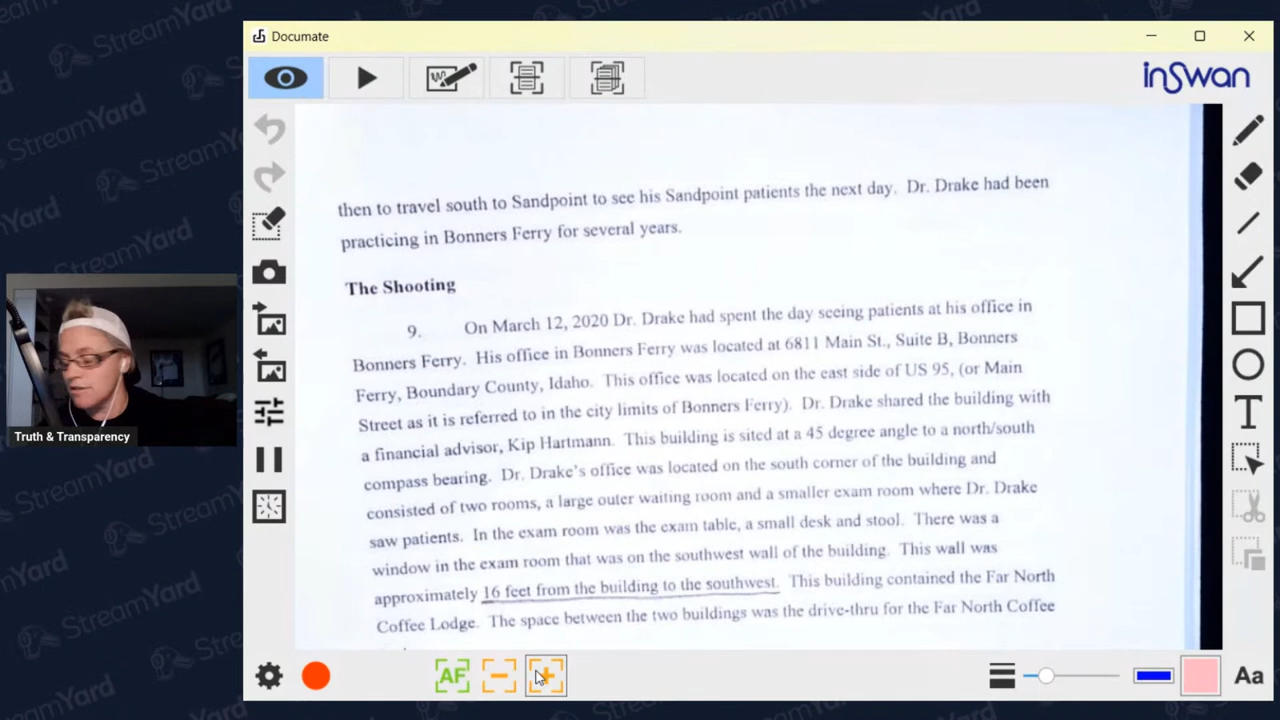 StreamYard
Documate
inSwan
then to travel south to Sandpoint to see his Sandpoint patients the next day. Dr. Drake had been
practicing in Bonners Ferry for several years.
The Shooting
9. On March 12, 2020 Dr. Drake had spent the day seeing patients at his office in
Bonners Ferry. His office in Bonners Ferry was located at 6811 Main St., Suite B, Bonners
Ferry, Boundary County, Idaho. This office was located on the east side of US 95, (or Main
Street as it is referred to in the city limits of Bonners Ferry). Dr. Drake shared the building with
a financial advisor, Kip Hartmann. This building is sited at a 45 degree angle to a north/south
compass bearing. Dr. Drake's office was located on the south corner of the building and
consisted of two rooms, a large outer waiting room and a smaller exam room where Dr. Drake
saw patients. In the exam room was the exam table, a small desk and stool. There was a
window in the exam room that was on the southwest wall of the building. This wall was
approximately 16 feet from the building to the southwest. This building contained the Far North
Coffee Lodge. The space between the two buildings was the drive-thru for the Far North Coffee
Truth & Transparency
T
AF
Aa